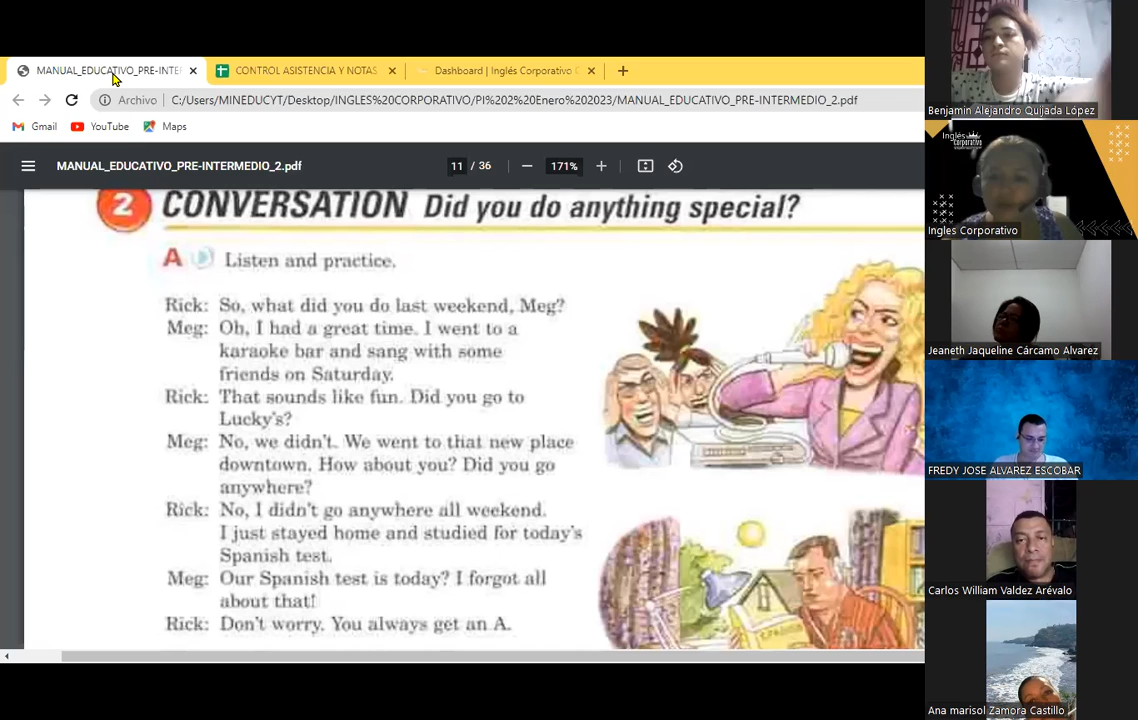 MANUAL_EDUCATIVO_PRE-INTE
CONTROL ASISTENCIA Y NOTAS
Dashboard | Inglés Corporativo
Archivo
C:/Users/MINEDUCYT/Desktop/INGLES%20CORPORATIVO/PI%202%20Enero%202023/MANUAL_EDUCATIVO_PRE-INTERMEDIO_2.pdf
Gmail
YouTube
Maps
MANUAL_EDUCATIVO_PRE-INTERMEDIO_2.pdf
11 / 36
171%
2 CONVERSATION Did you do anything special?
A Listen and practice.
Rick: So, what did you do last weekend, Meg?
Meg: Oh, I had a great time. I went to a
karaoke bar and sang with some
friends on Saturday.
Rick: That sounds like fun. Did you go to
Lucky's?
Meg: No, we didn't. We went to that new place
downtown. How about you? Did you go
anywhere?
Rick: No, I didn't go anywhere all weekend.
I just stayed home and studied for today's
Spanish test.
Meg: Our Spanish test is today? I forgot all
about that!
Rick: Don't worry. You always get an A.
Benjamin Alejandro Quijada López
Inglés
Corporativo
Ingles Corporativo
Jeaneth Jaqueline Cárcamo Alvarez
FREDY JOSE ALVAREZ ESCOBAR
Carlos William Valdez Arévalo
Ana marisol Zamora Castillo